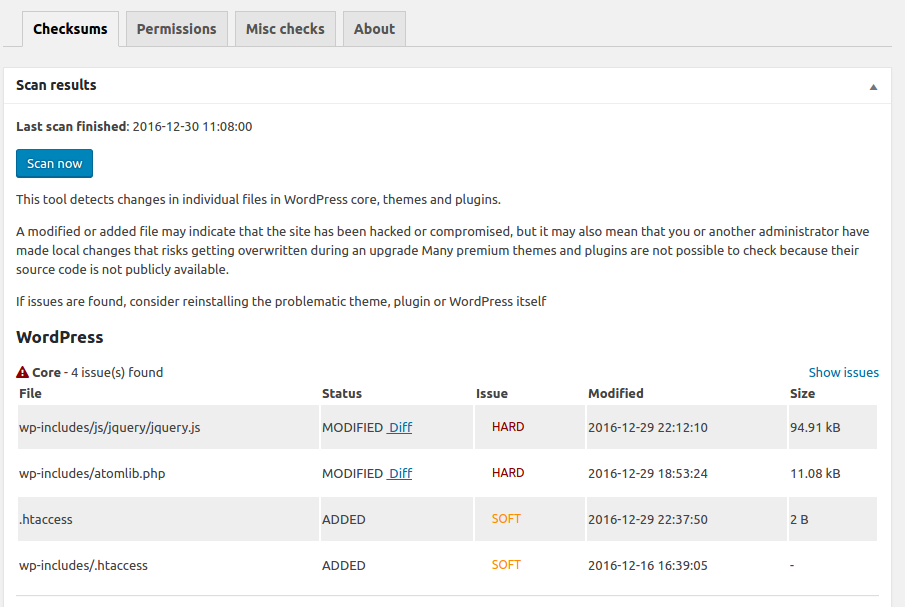 Checksums Permissions Misc checks About
Scan results
Last scan finished: 2016-12-30 11:08:00
Scan now
This tool detects changes in individual files in WordPress core, themes and plugins.
A modified or added file may indicate that the site has been hacked or compromised, but it may also mean that you or another administrator have
made local changes that risks getting overwritten during an upgrade Many premium themes and plugins are not possible to check because their
source code is not publicly available.
If issues are found, consider reinstalling the problematic theme, plugin or WordPress itself
WordPress
Core - 4 issue(s) found Show issues
File Status Issue Modified Size
wp-includes/js/jquery/jquery.js MODIFIED Diff HARD 2016-12-29 22:12:10 94.91 kB
wp-includes/atomlib.php MODIFIED Diff HARD 2016-12-29 18:53:24 11.08 kB
.htaccess ADDED SOFT 2016-12-29 22:37:50 2 B
wp-includes/.htaccess ADDED SOFT 2016-12-16 16:39:05 -